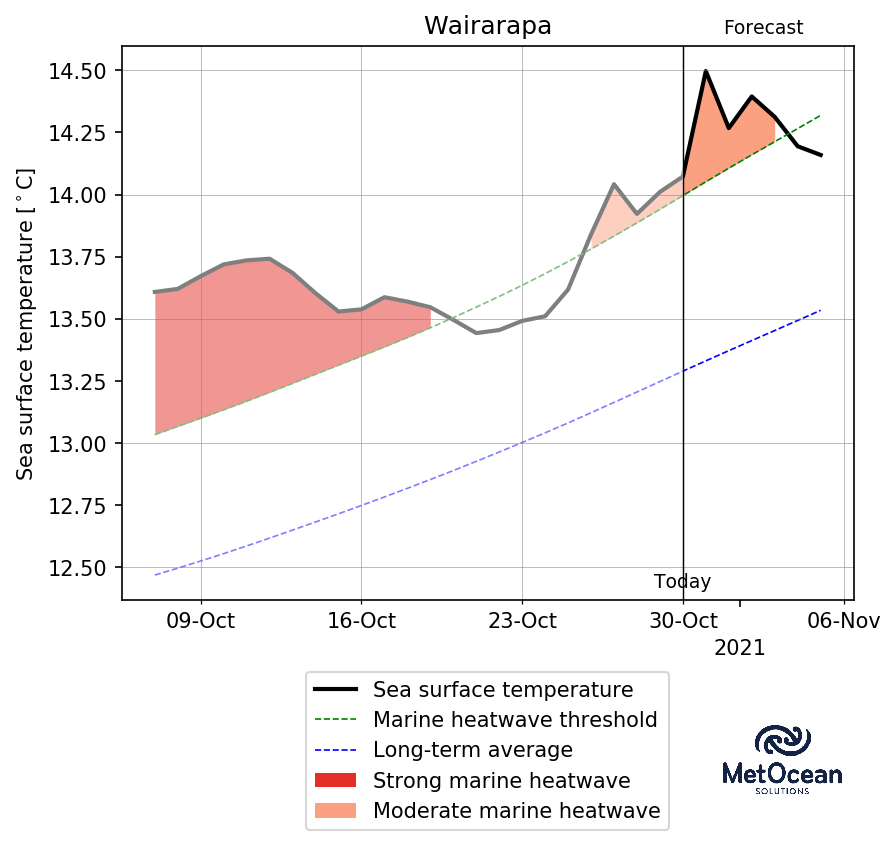 Wairarapa
Forecast
Sea surface temperature [°C]
14.50
14.25
14.00
13.75
13.50
13.25
13.00
12.75
12.50
Today
09-Oct 16-Oct 23-Oct 30-Oct 06-Nov
2021
Sea surface temperature
Marine heatwave threshold
Long-term average
Strong marine heatwave
Moderate marine heatwave
MetOcean
SOLUTIONS